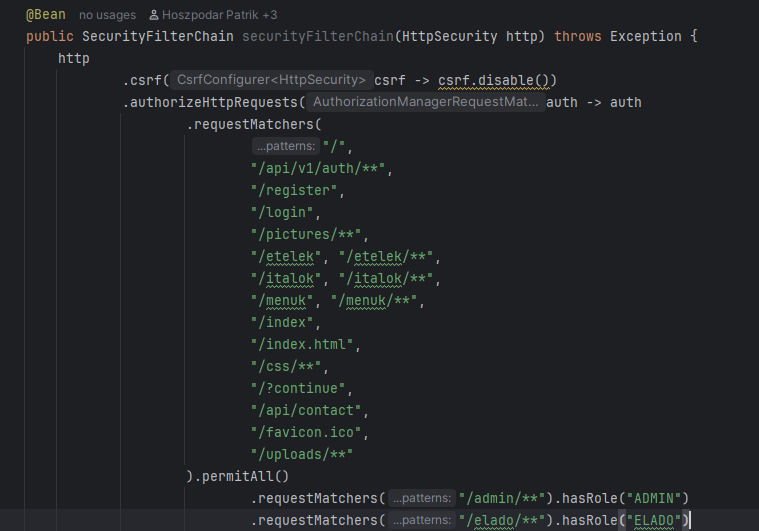 @Bean no usages Hoszpodar Patrik +3
public SecurityFilterChain securityFilterChain(HttpSecurity http) throws Exception {
http
.csrf( CsrfConfigurer<HttpSecurity> csrf -> csrf.disable())
.authorizeHttpRequests( AuthorizationManagerRequestMat... auth -> auth
.requestMatchers(
...patterns: "/",
"/api/v1/auth/**",
"/register",
"/login",
"/pictures/**",
"/etelek", "/etelek/**",
"/italok", "/italok/**",
"/menuk", "/menuk/**",
"/index",
"/index.html",
"/css/**",
"/?continue",
"/api/contact",
"/favicon.ico",
"/uploads/**"
).permitAll()
.requestMatchers( ...patterns: "/admin/**").hasRole("ADMIN")
.requestMatchers( ...patterns: "/elado/**").hasRole("ELADO")